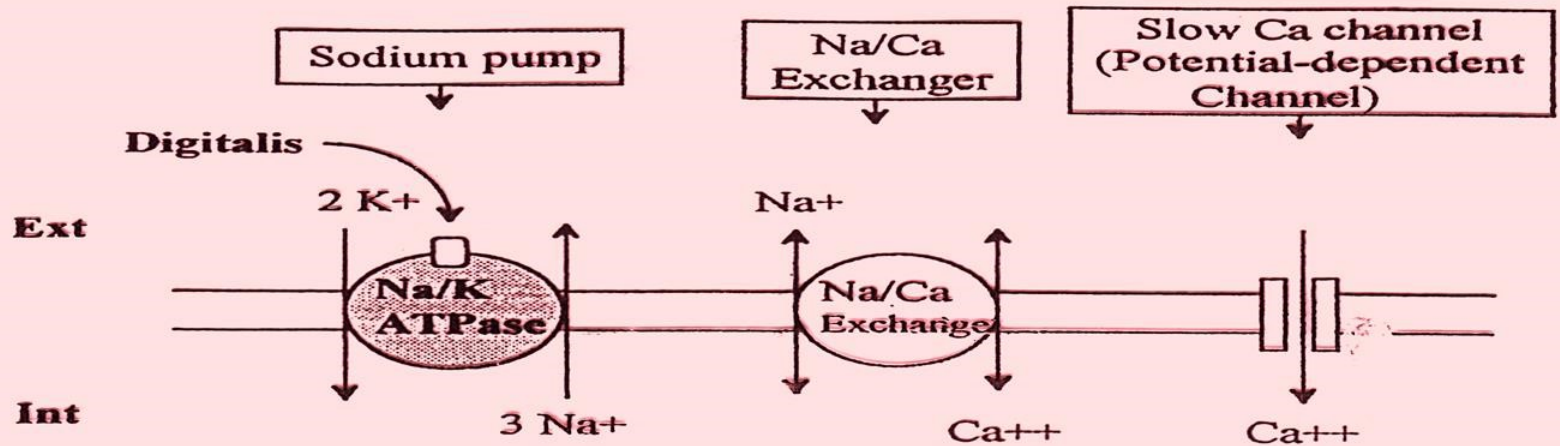 Sodium pump
Na/Ca
Exchanger
Slow Ca channel
(Potential-dependent
Channel)
Digitalis
2 K+
Na+
Ext
Na/K
ATPase
Na/Ca
Exchange
Int
3 Na+
Ca++
Ca++